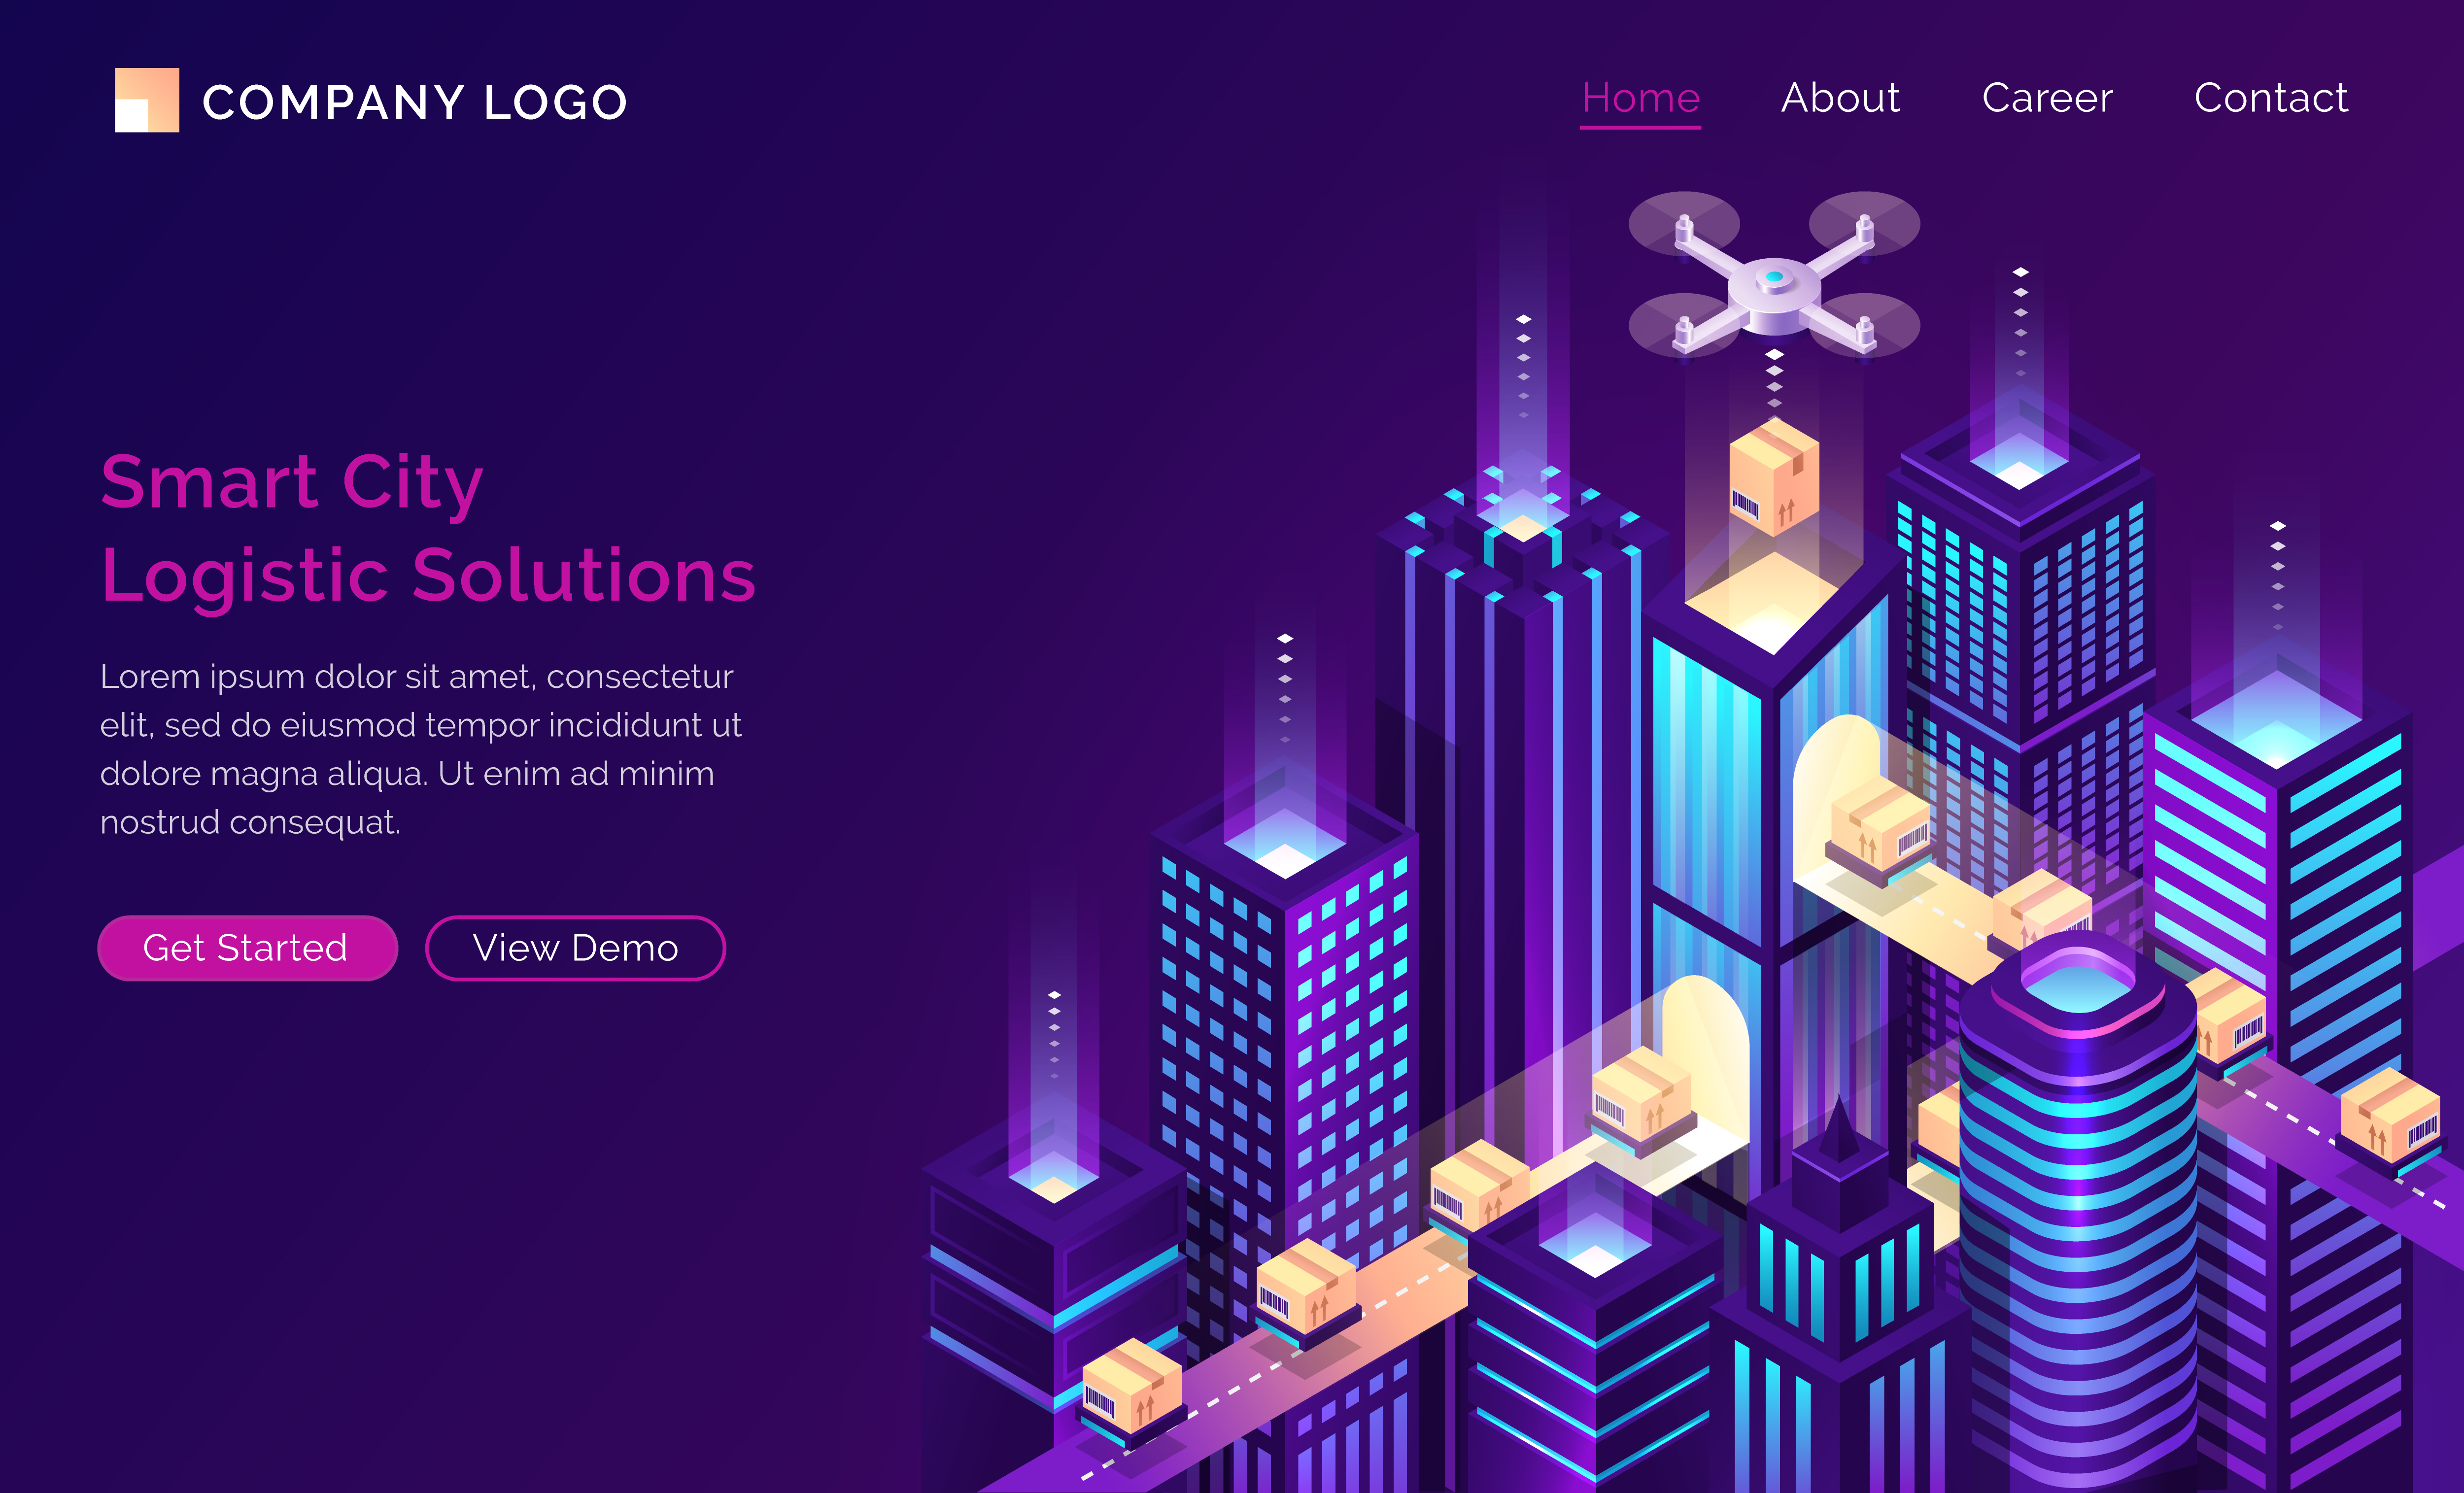 COMPANY LOGO
Home About Career Contact
Smart City
Logistic Solutions
Lorem ipsum dolor sit amet, consectetur
elit, sed do eiusmod tempor incididunt ut
dolore magna aliqua. Ut enim ad minim
nostrud consequat.
Get Started View Demo